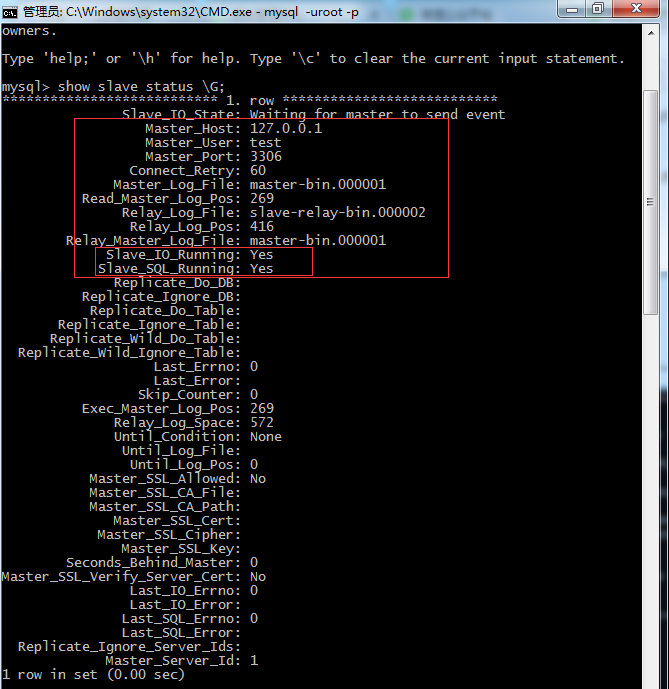 管理员: C:\Windows\system32\CMD.exe - mysql -uroot -p
owners.
Type 'help;' or '\h' for help. Type '\c' to clear the current input statement.
mysql> show slave status \G;
*************************** 1. row ***************************
Slave_IO_State: Waiting for master to send event
Master_Host: 127.0.0.1
Master_User: test
Master_Port: 3306
Connect_Retry: 60
Master_Log_File: master-bin.000001
Read_Master_Log_Pos: 269
Relay_Log_File: slave-relay-bin.000002
Relay_Log_Pos: 416
Relay_Master_Log_File: master-bin.000001
Slave_IO_Running: Yes
Slave_SQL_Running: Yes
Replicate_Do_DB:
Replicate_Ignore_DB:
Replicate_Do_Table:
Replicate_Ignore_Table:
Replicate_Wild_Do_Table:
Replicate_Wild_Ignore_Table:
Last_Errno: 0
Last_Error:
Skip_Counter: 0
Exec_Master_Log_Pos: 269
Relay_Log_Space: 572
Until_Condition: None
Until_Log_File:
Until_Log_Pos: 0
Master_SSL_Allowed: No
Master_SSL_CA_File:
Master_SSL_CA_Path:
Master_SSL_Cert:
Master_SSL_Cipher:
Master_SSL_Key:
Seconds_Behind_Master: 0
Master_SSL_Verify_Server_Cert: No
Last_IO_Errno: 0
Last_IO_Error:
Last_SQL_Errno: 0
Last_SQL_Error:
Replicate_Ignore_Server_Ids:
Master_Server_Id: 1
1 row in set (0.00 sec)